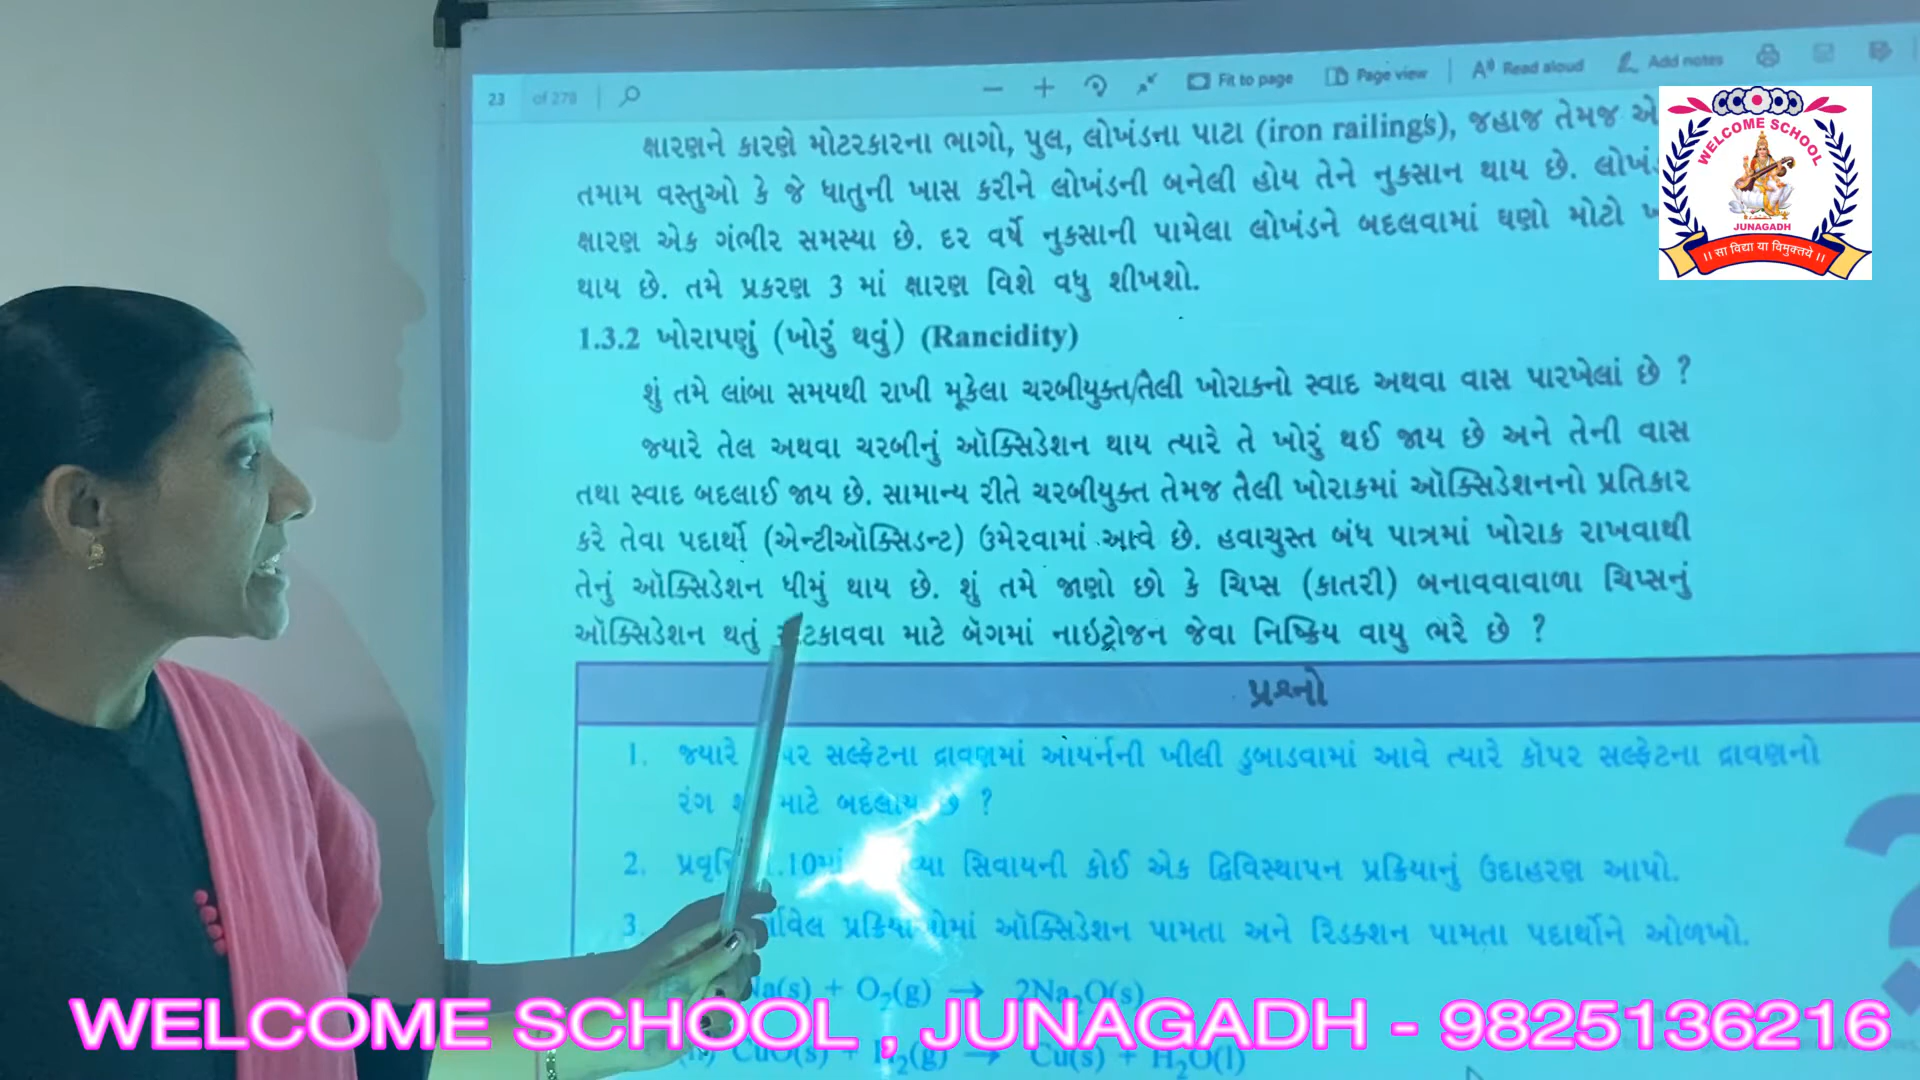 23 of 278 Fit to page Page view Read aloud Add notes
ક્ષારણને કારણે મોટરકારના ભાગો, પુલ, લોખંડના પાટા (iron railings), જહાજ તેમજ
તમામ વસ્તુઓ કે જે ધાતુની ખાસ કરીને લોખંડની બનેલી હોય તેને નુકસાન થાય છે.
ક્ષારણ એક ગંભીર સમસ્યા છે. દર વર્ષે નુકસાની પામેલા લોખંડને બદલવામાં ઘણો મોટો
થાય છે. તમે પ્રકરણ 3 માં ક્ષારણ વિશે વધુ શીખશો.
WELCOME SCHOOL
JUNAGADH
।। सा विद्या या विमुक्तये ।।
1.3.2 ખોરાપણું (ખોરું થવું) (Rancidity)
શું તમે લાંબા સમયથી રાખી મૂકેલા ચરબીયુક્ત/તૈલી ખોરાકનો સ્વાદ અથવા વાસ પારખેલાં છે ?
જ્યારે તેલ અથવા ચરબીનું ઑક્સિડેશન થાય ત્યારે તે ખોરું થઈ જાય છે અને તેની વાસ
તથા સ્વાદ બદલાઈ જાય છે. સામાન્ય રીતે ચરબીયુક્ત તેમજ તૈલી ખોરાકમાં ઑક્સિડેશનનો પ્રતિકાર
કરે તેવા પદાર્થો (એન્ટીઑક્સિડન્ટ) ઉમેરવામાં આવે છે. હવાચુસ્ત બંધ પાત્રમાં ખોરાક રાખવાથી
તેનું ઑક્સિડેશન ધીમું થાય છે. શું તમે જાણો છો કે ચિપ્સ (કાતરી) બનાવવાવાળા ચિપ્સનું
ઑક્સિડેશન થતું અટકાવવા માટે બૅગમાં નાઇટ્રોજન જેવા નિષ્ક્રિય વાયુ ભરે છે ?
પ્રશ્નો
1. જ્યારે સલ્ફેટના દ્રાવણમાં આયર્નની ખીલી ડુબાડવામાં આવે ત્યારે કૉપર સલ્ફેટના દ્રાવણનો
રંગ માટે બદલાય છે ?
2. સિવાયની કોઈ એક દ્વિવિસ્થાપન પ્રક્રિયાનું ઉદાહરણ આપો.
3. ઑક્સિડેશન પામતા અને રિડક્શન પામતા પદાર્થોને ઓળખો.
+ O₂(g) → 2Na₂O(s)
WELCOME SCHOOL , JUNAGADH - 9825136216
CuO(s) + H₂(g) → Cu(s) + H₂O(l)